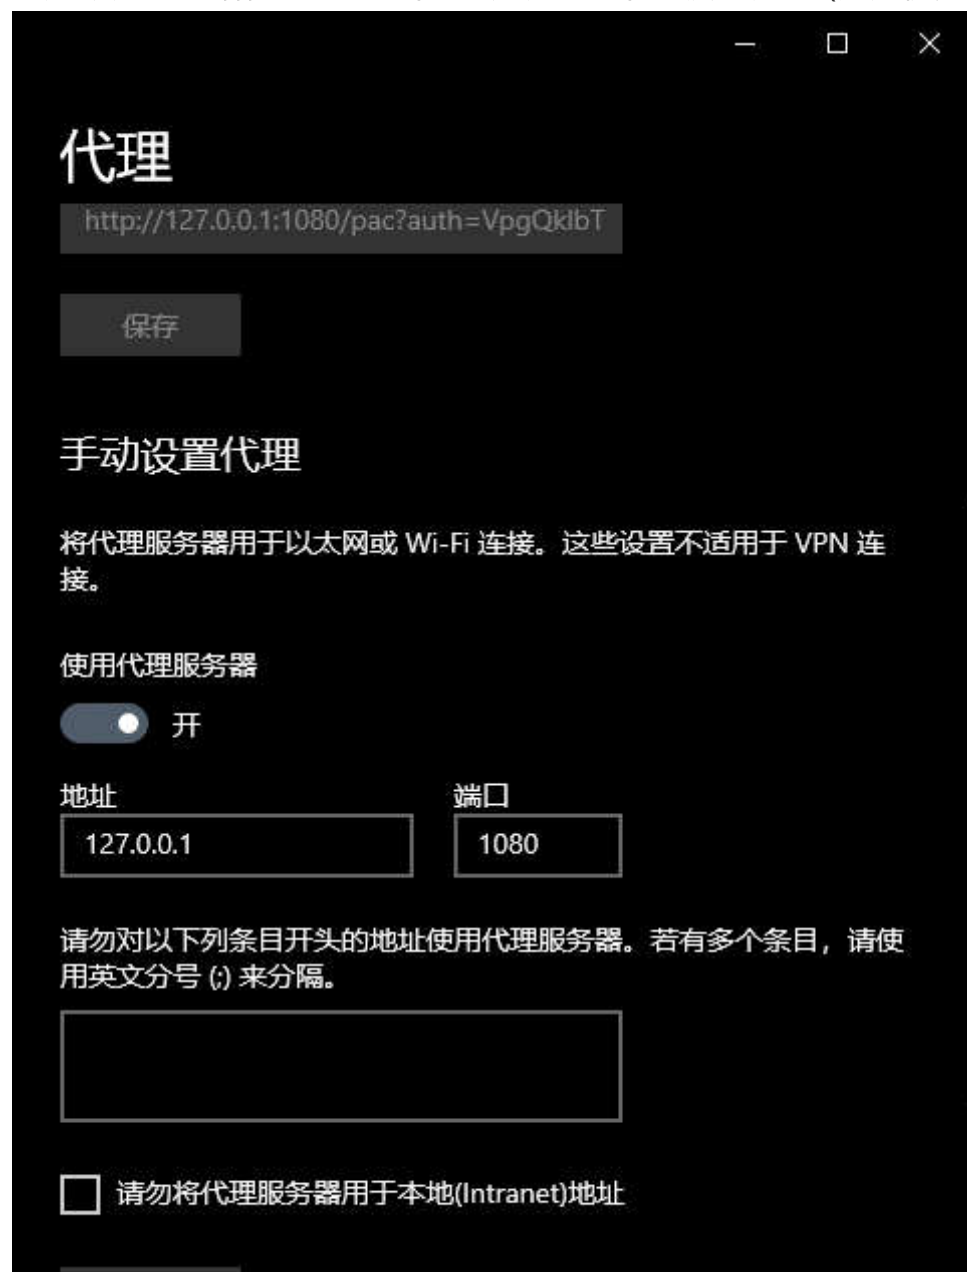 代理
http://127.0.0.1:1080/pac?auth=VpgQklbT
保存
手动设置代理
将代理服务器用于以太网或 Wi-Fi 连接。这些设置不适用于 VPN 连
接。
使用代理服务器
开
地址 端口
127.0.0.1 1080
请勿对以下列条目开头的地址使用代理服务器。若有多个条目，请使
用英文分号 (;) 来分隔。
请勿将代理服务器用于本地(Intranet)地址